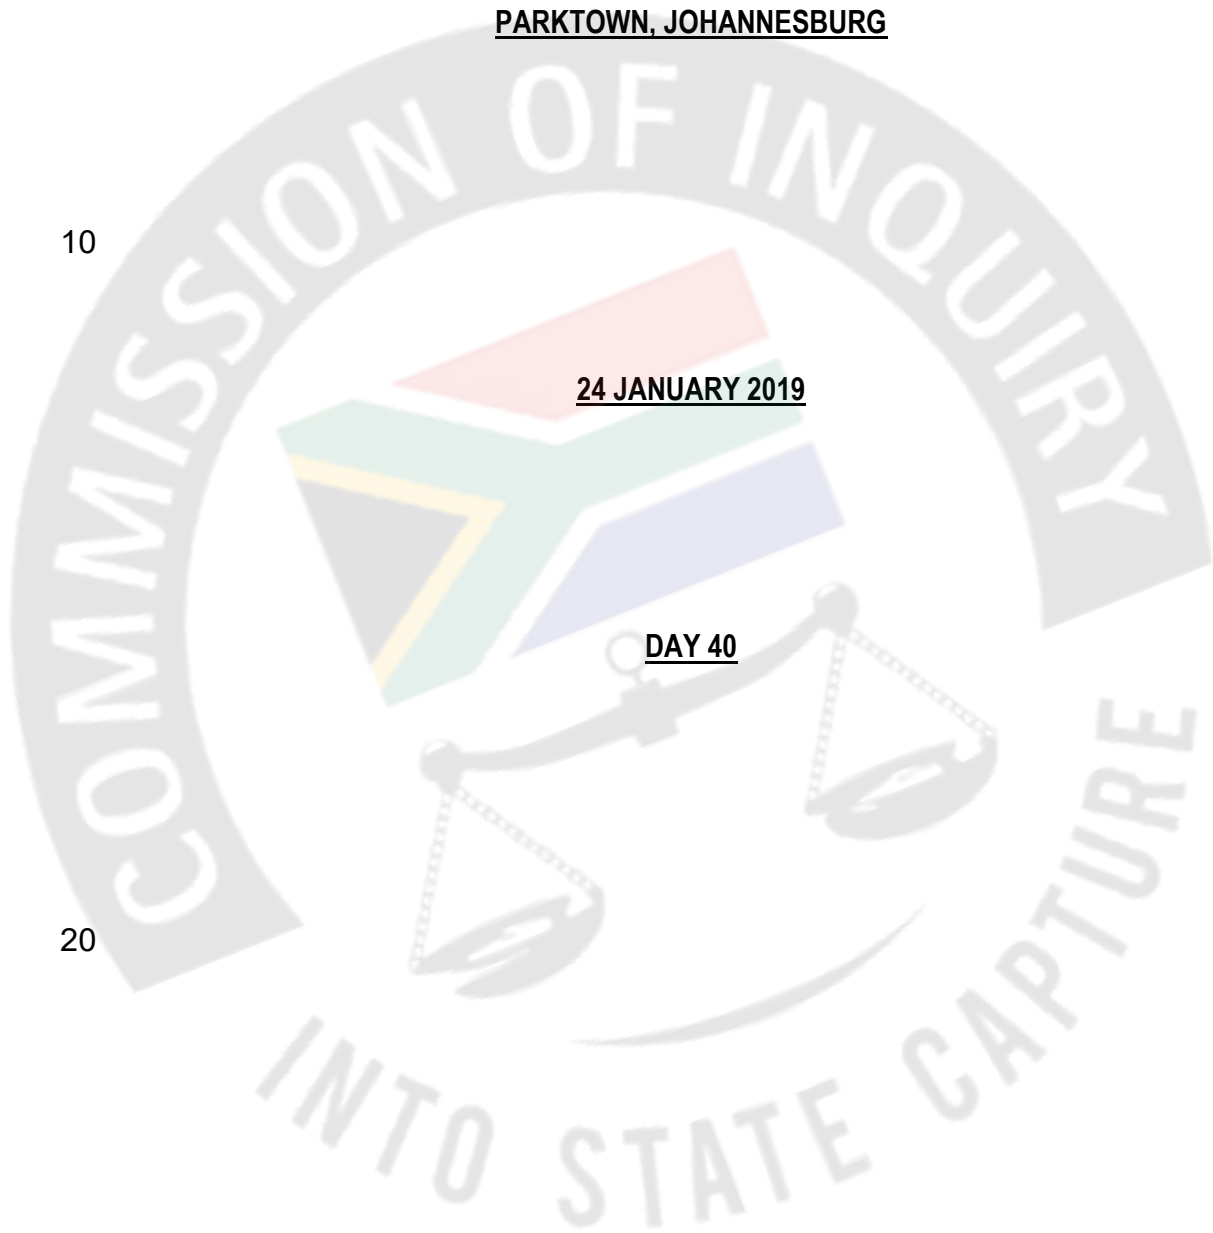 PARKTOWN, JOHANNESBURG
COMMISSION OF INQUIRY
10
24 JANUARY 2019
DAY 40
20
INTO STATE CAPTURE